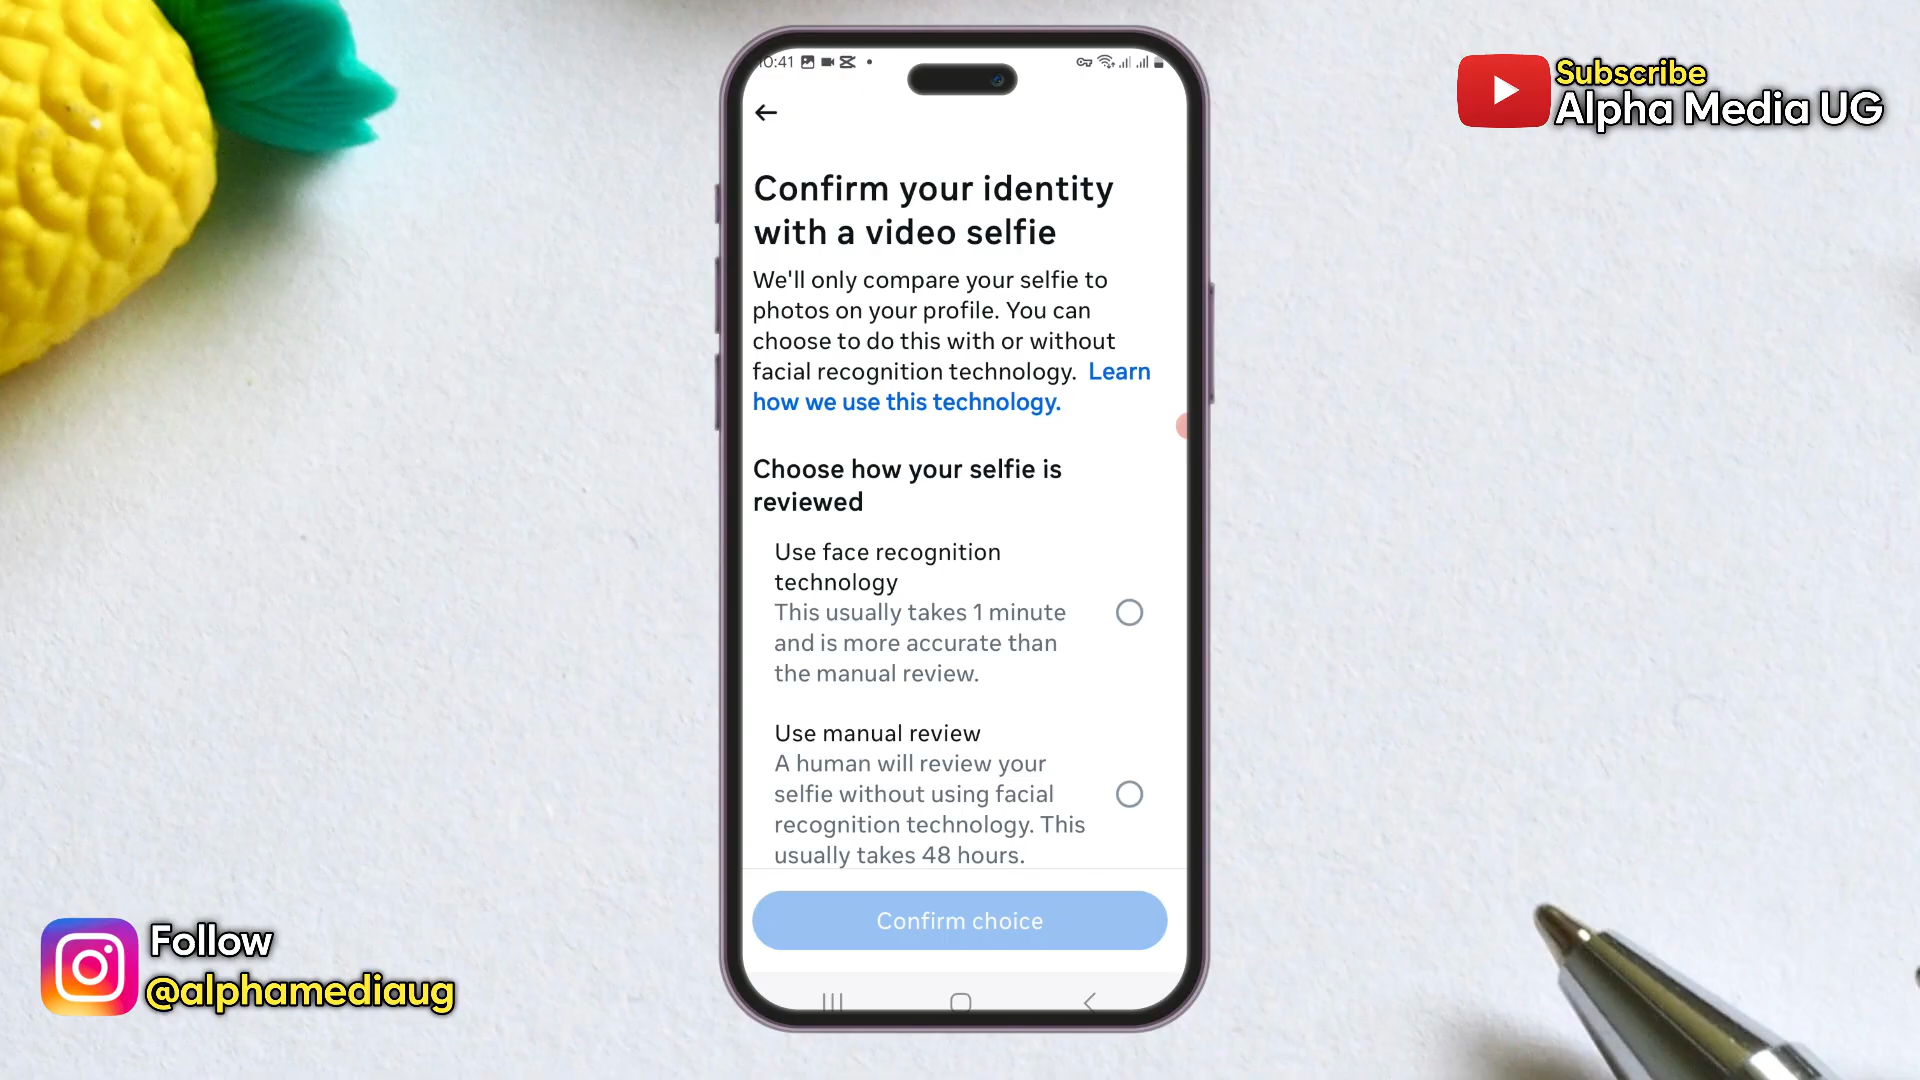 10:41
Subscribe
Alpha Media UG
Confirm your identity
with a video selfie
We'll only compare your selfie to
photos on your profile. You can
choose to do this with or without
facial recognition technology. Learn
how we use this technology.
Choose how your selfie is
reviewed
Use face recognition
technology
This usually takes 1 minute
and is more accurate than
the manual review.
Use manual review
A human will review your
selfie without using facial
recognition technology. This
usually takes 48 hours.
Confirm choice
Follow
@alphamediaug